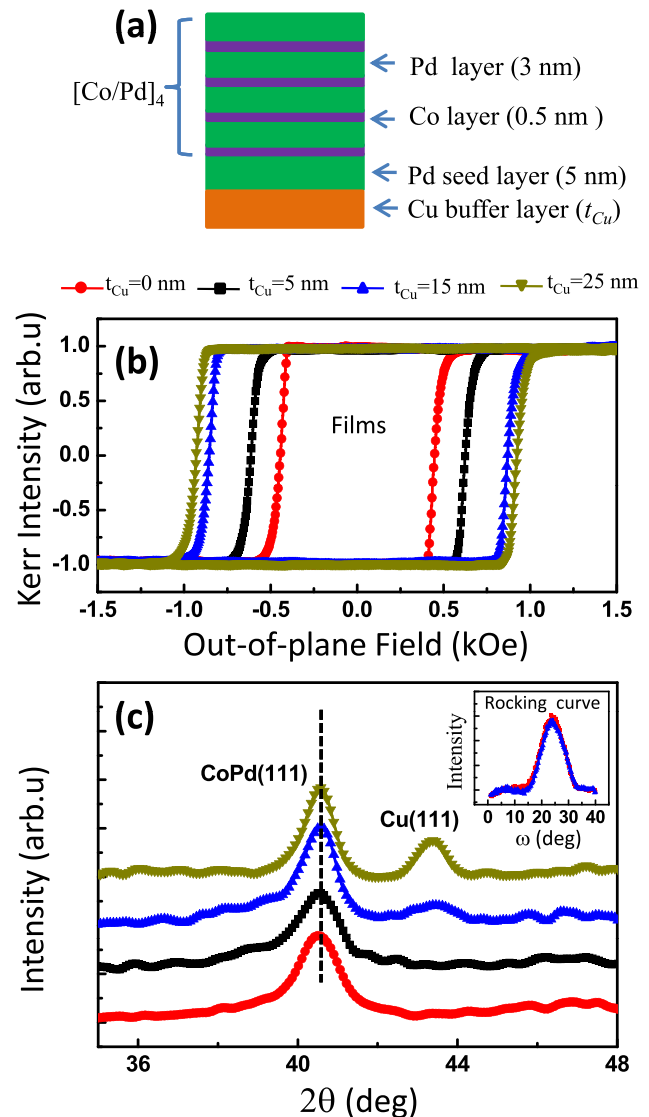 (a)
[Co/Pd]4
Pd layer (3 nm)
Co layer (0.5 nm )
Pd seed layer (5 nm)
Cu buffer layer (tCu)
tCu=0 nm tCu=5 nm tCu=15 nm tCu=25 nm
(b)
Kerr Intensity (arb.u)
1.0
0.5
0.0
-0.5
-1.0
Films
-1.5 -1.0 -0.5 0.0 0.5 1.0 1.5
Out-of-plane Field (kOe)
(c)
Rocking curve
Intensity
0 10 20 30 40
ω (deg)
CoPd(111)
Cu(111)
Intensity (arb.u)
36 40 44 48
2θ (deg)